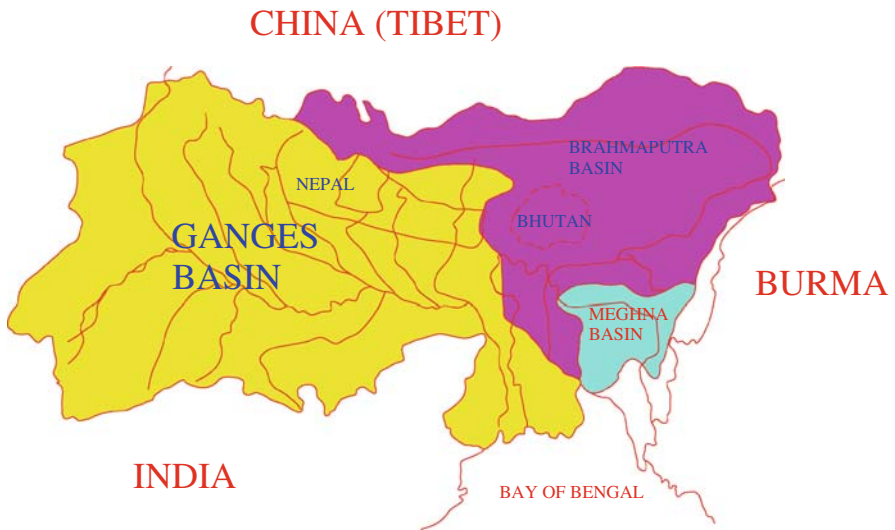 CHINA (TIBET)
BRAHMAPUTRA
BASIN
NEPAL
BHUTAN
GANGES
BASIN
BURMA
MEGHNA
BASIN
INDIA
BAY OF BENGAL